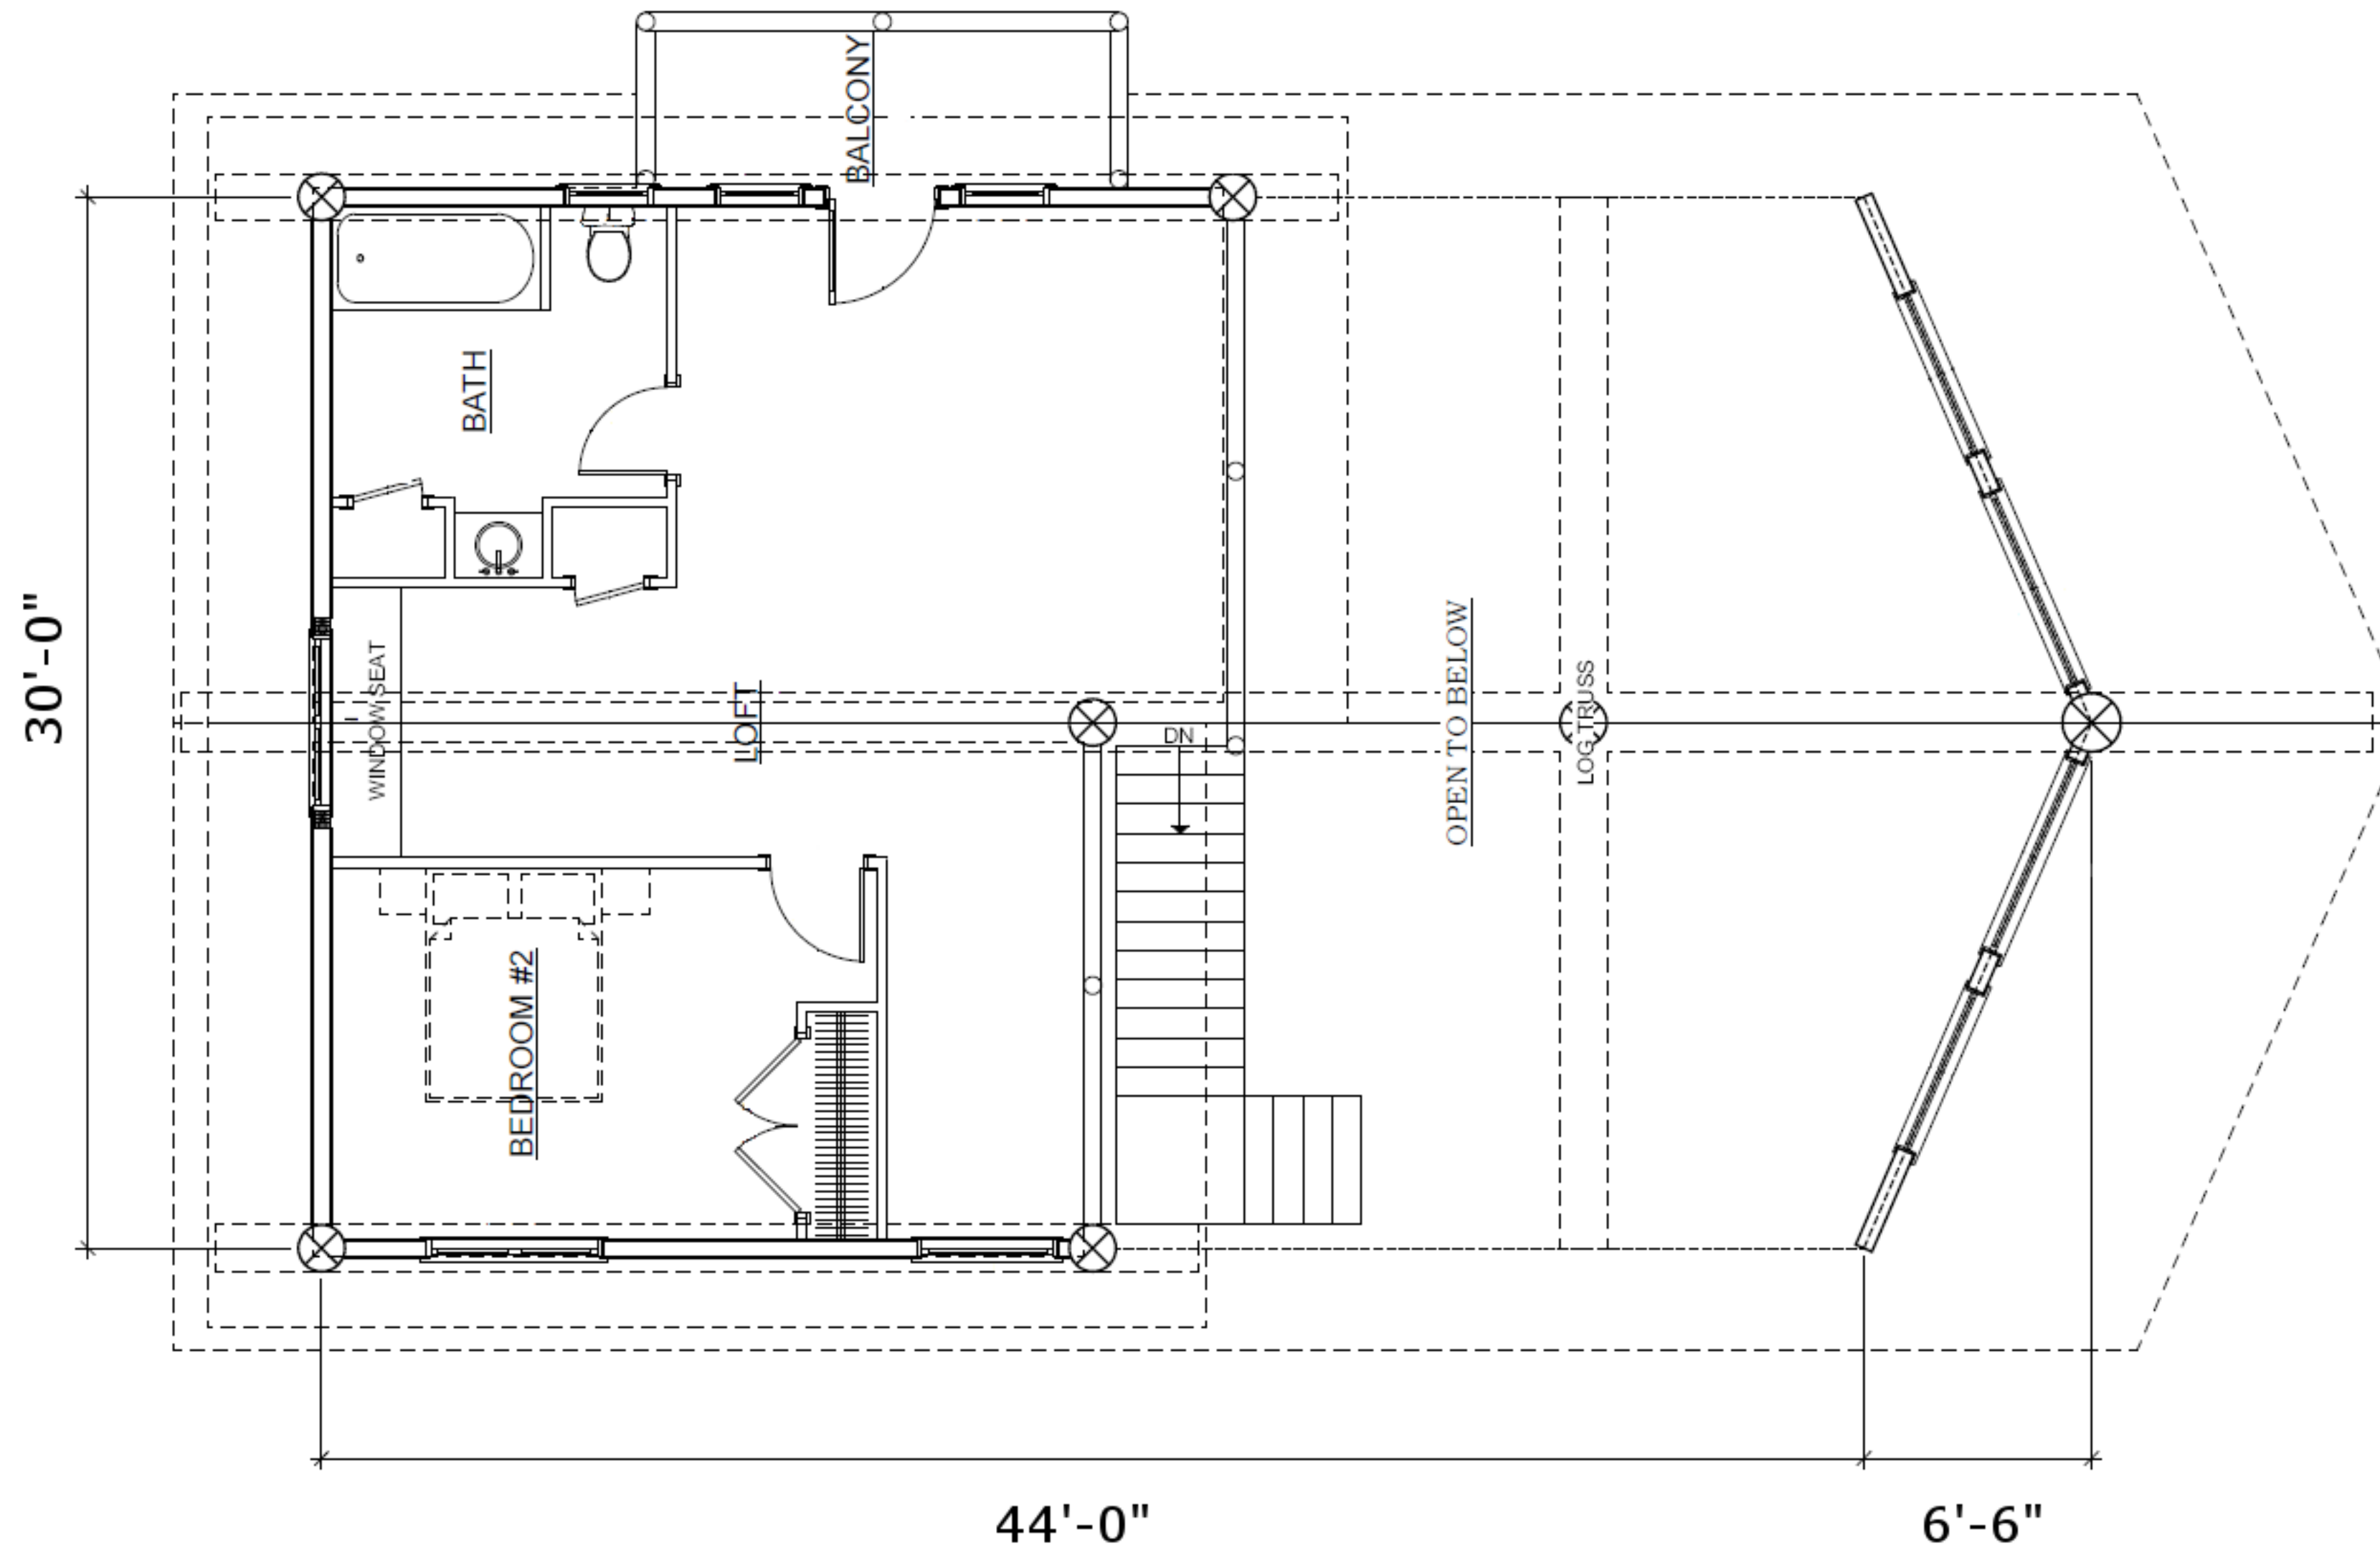 BALCONY
BATH
30'-0"
WINDOW SEAT
LOFT
DN
OPEN TO BELOW
LOG TRUSS
BEDROOM #2
44'-0"
6'-6"